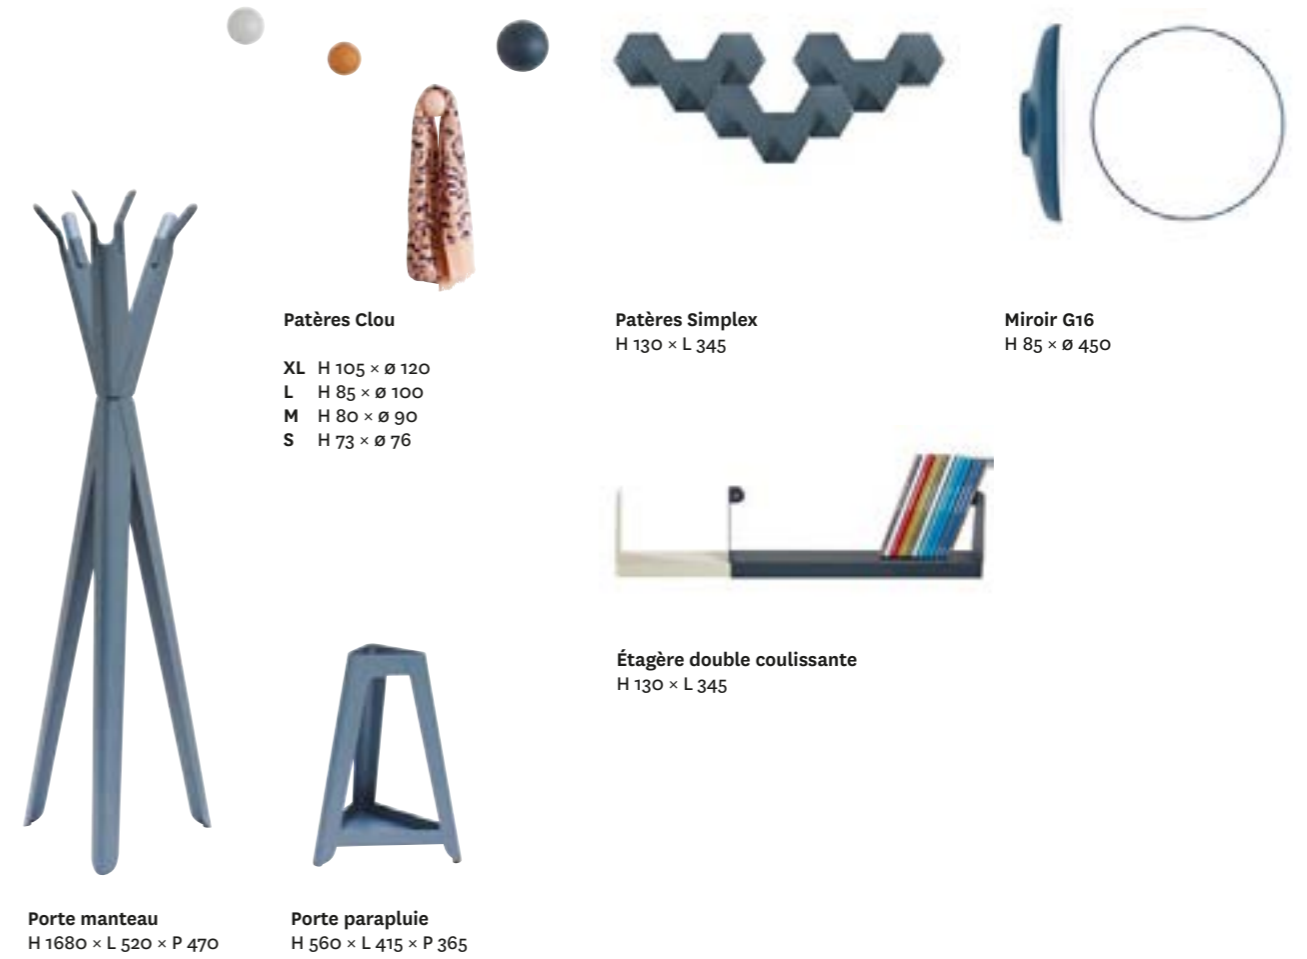 Patères Clou
XL H 105 × ø 120
L H 85 × ø 100
M H 80 × ø 90
S H 73 × ø 76
Patères Simplex
H 130 × L 345
Miroir G16
H 85 × ø 450
Étagère double coulissante
H 130 × L 345
Porte manteau
H 1680 × L 520 × P 470
Porte parapluie
H 560 × L 415 × P 365